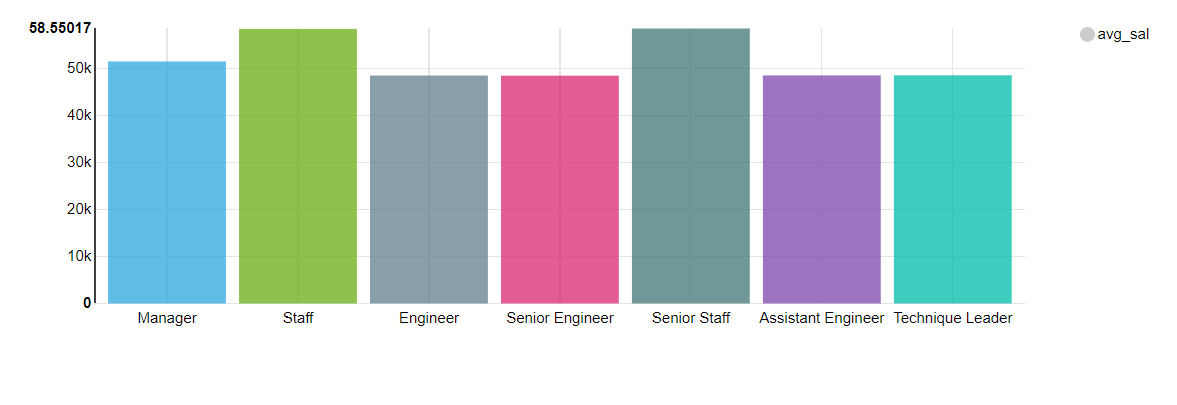 58.55017
avg_sal
50k
40k
30k
20k
10k
0
Manager Staff Engineer Senior Engineer Senior Staff Assistant Engineer Technique Leader